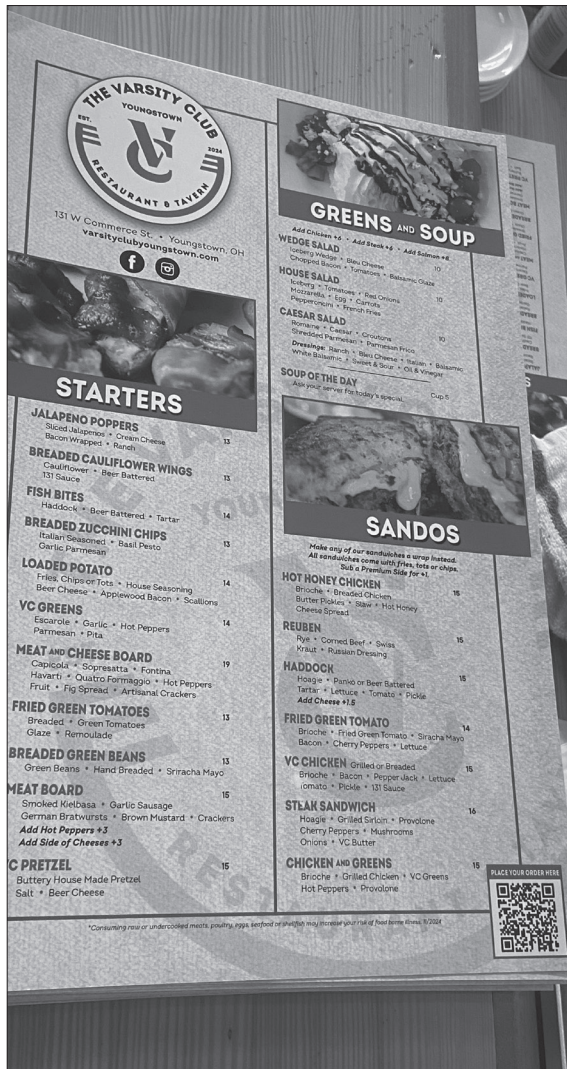 THE VARSITY CLUB
YOUNGSTOWN
EST. 2024
VC
RESTAURANT & TAVERN
131 W Commerce St. • Youngstown, OH
varsityclubyoungstown.com
STARTERS
JALAPENO POPPERS 13
Sliced Jalapenos • Cream Cheese
Bacon Wrapped • Ranch
BREADED CAULIFLOWER WINGS 13
Cauliflower • Beer Battered
131 Sauce
FISH BITES 14
Haddock • Beer Battered • Tartar
BREADED ZUCCHINI CHIPS 13
Italian Seasoned • Basil Pesto
Garlic Parmesan
LOADED POTATO 14
Fries, Chips or Tots • House Seasoning
Beer Cheese • Applewood Bacon • Scallions
VC GREENS 14
Escarole • Garlic • Hot Peppers
Parmesan • Pita
MEAT AND CHEESE BOARD 19
Capicola • Sopresatta • Fontina
Havarti • Quatro Formaggio • Hot Peppers
Fruit • Fig Spread • Artisanal Crackers
FRIED GREEN TOMATOES 13
Breaded • Green Tomatoes
Glaze • Remoulade
BREADED GREEN BEANS 13
Green Beans • Hand Breaded • Sriracha Mayo
MEAT BOARD 15
Smoked Kielbasa • Garlic Sausage
German Bratwursts • Brown Mustard • Crackers
Add Hot Peppers +3
Add Side of Cheeses +3
VC PRETZEL 15
Buttery House Made Pretzel
Salt • Beer Cheese
GREENS AND SOUP
Add Chicken +6 • Add Steak +6 • Add Salmon +8
WEDGE SALAD 10
Iceberg Wedge • Bleu Cheese
Chopped Bacon • Tomatoes • Balsamic Glaze
HOUSE SALAD 10
Iceberg • Tomatoes • Red Onions
Mozzarella • Egg • Carrots
Pepperoncini • French Fries
CAESAR SALAD 10
Romaine • Caesar • Croutons
Shredded Parmesan • Parmesan Frico
Dressings: Ranch • Bleu Cheese • Italian • Balsamic
White Balsamic • Sweet & Sour • Oil & Vinegar
SOUP OF THE DAY Cup 5
Ask your server for today's special
SANDOS
Make any of our sandwiches a wrap instead.
All sandwiches come with fries, tots or chips.
Sub a Premium Side for +1.
HOT HONEY CHICKEN 15
Brioche • Breaded Chicken
Butter Pickles • Slaw • Hot Honey
Cheese Spread
REUBEN 15
Rye • Corned Beef • Swiss
Kraut • Russian Dressing
HADDOCK 15
Hoagie • Panko or Beer Battered
Tartar • Lettuce • Tomato • Pickle
Add Cheese +1.5
FRIED GREEN TOMATO 14
Brioche • Fried Green Tomato • Siracha Mayo
Bacon • Cherry Peppers • Lettuce
VC CHICKEN Grilled or Breaded 15
Brioche • Bacon • Pepper Jack • Lettuce
Tomato • Pickle • 131 Sauce
STEAK SANDWICH 16
Hoagie • Grilled Sirloin • Provolone
Cherry Peppers • Mushrooms
Onions • VC Butter
CHICKEN AND GREENS 15
Brioche • Grilled Chicken • VC Greens
Hot Peppers • Provolone
PLACE YOUR ORDER HERE
*Consuming raw or undercooked meats, poultry, eggs, seafood or shellfish may increase your risk of food borne illness. 11/2024